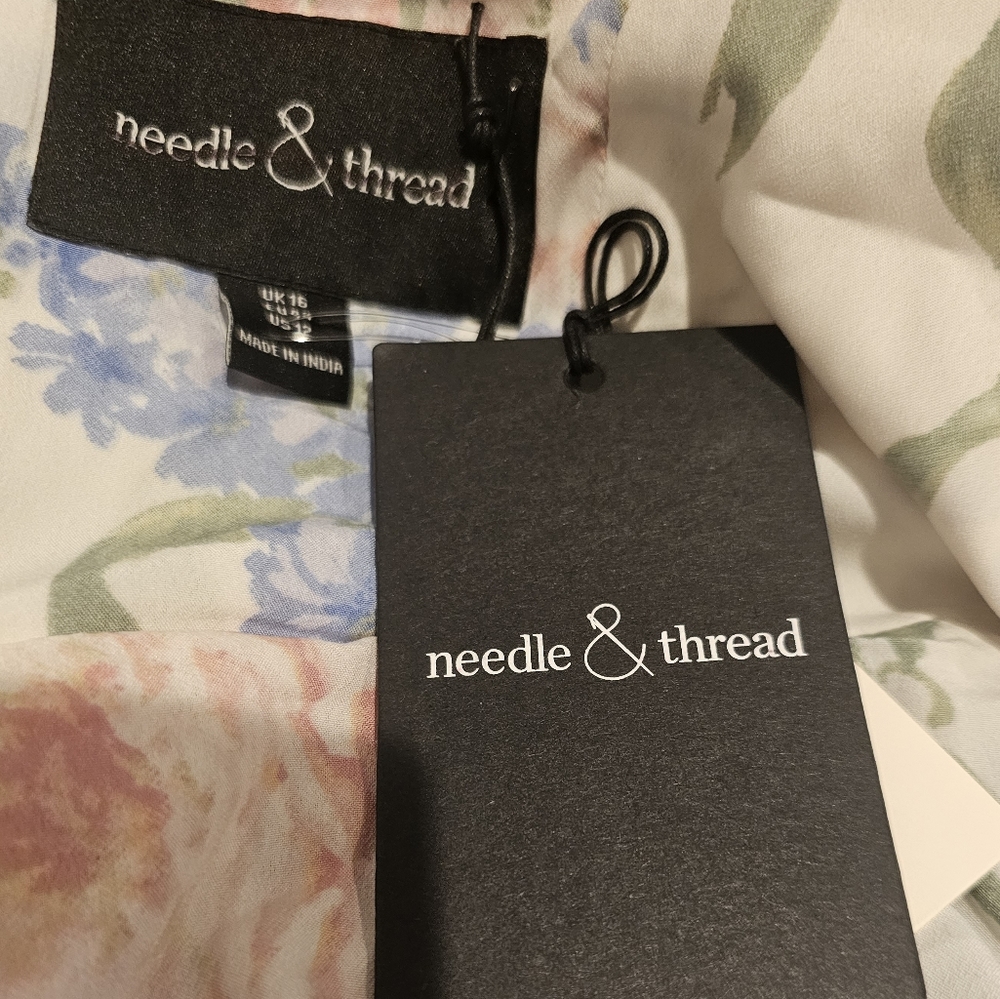 needle & thread
UK 16
US 12
MADE IN INDIA
needle & thread